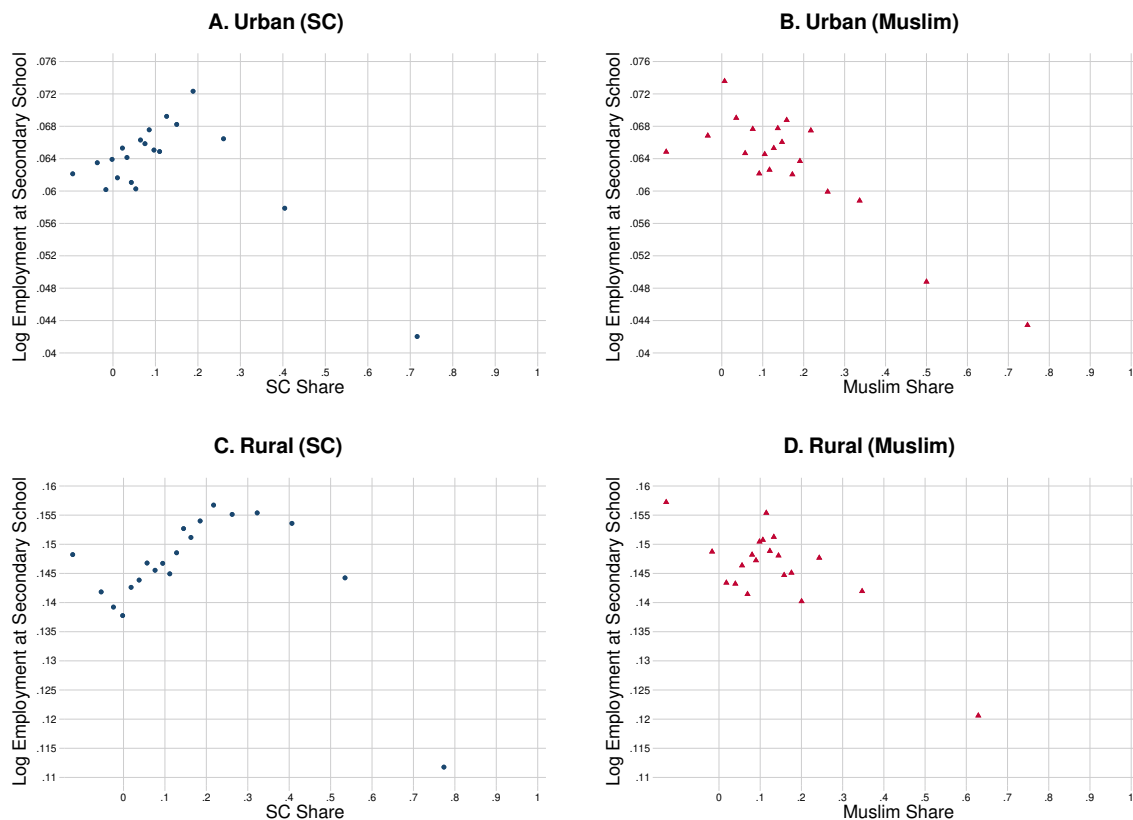 A. Urban (SC)
Log Employment at Secondary School
.076
.072
.068
.064
.06
.056
.052
.048
.044
.04
0 .1 .2 .3 .4 .5 .6 .7 .8 .9 1
SC Share
B. Urban (Muslim)
Log Employment at Secondary School
.076
.072
.068
.064
.06
.056
.052
.048
.044
.04
0 .1 .2 .3 .4 .5 .6 .7 .8 .9 1
Muslim Share
C. Rural (SC)
Log Employment at Secondary School
.16
.155
.15
.145
.14
.135
.13
.125
.12
.115
.11
0 .1 .2 .3 .4 .5 .6 .7 .8 .9 1
SC Share
D. Rural (Muslim)
Log Employment at Secondary School
.16
.155
.15
.145
.14
.135
.13
.125
.12
.115
.11
0 .1 .2 .3 .4 .5 .6 .7 .8 .9 1
Muslim Share